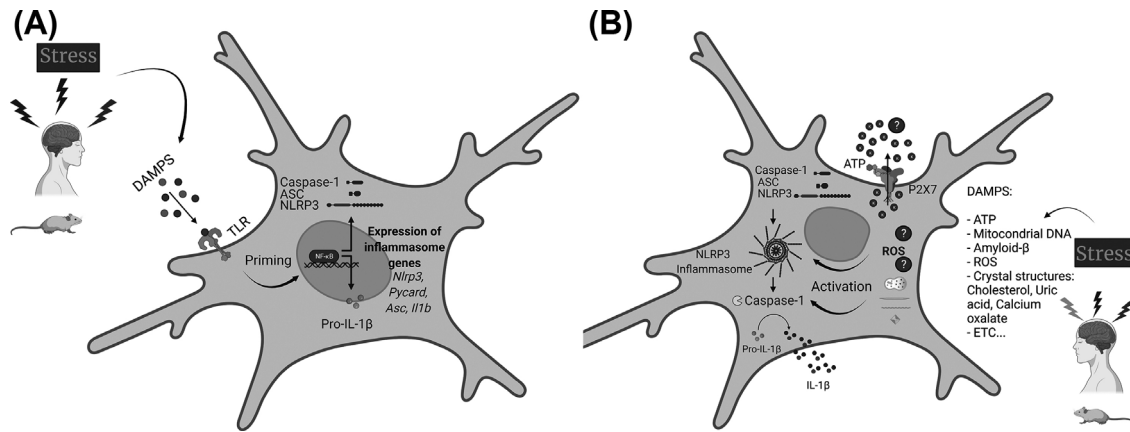 (A)
Stress
DAMPS
TLR
Priming
Caspase-1
ASC
NLRP3
NF-κB
Expression of
inflammasome
genes
Nlrp3,
Pycard,
Asc, Il1b
Pro-IL-1β
(B)
Caspase-1
ASC
NLRP3
ATP
?
P2X7
NLRP3
Inflammasome
ROS
?
?
Activation
Caspase-1
Pro-IL-1β
IL-1β
DAMPS:
- ATP
- Mitochondrial DNA
- Amyloid-β
- ROS
- Crystal structures:
Cholesterol, Uric
acid, Calcium
oxalate
- ETC...
Stress